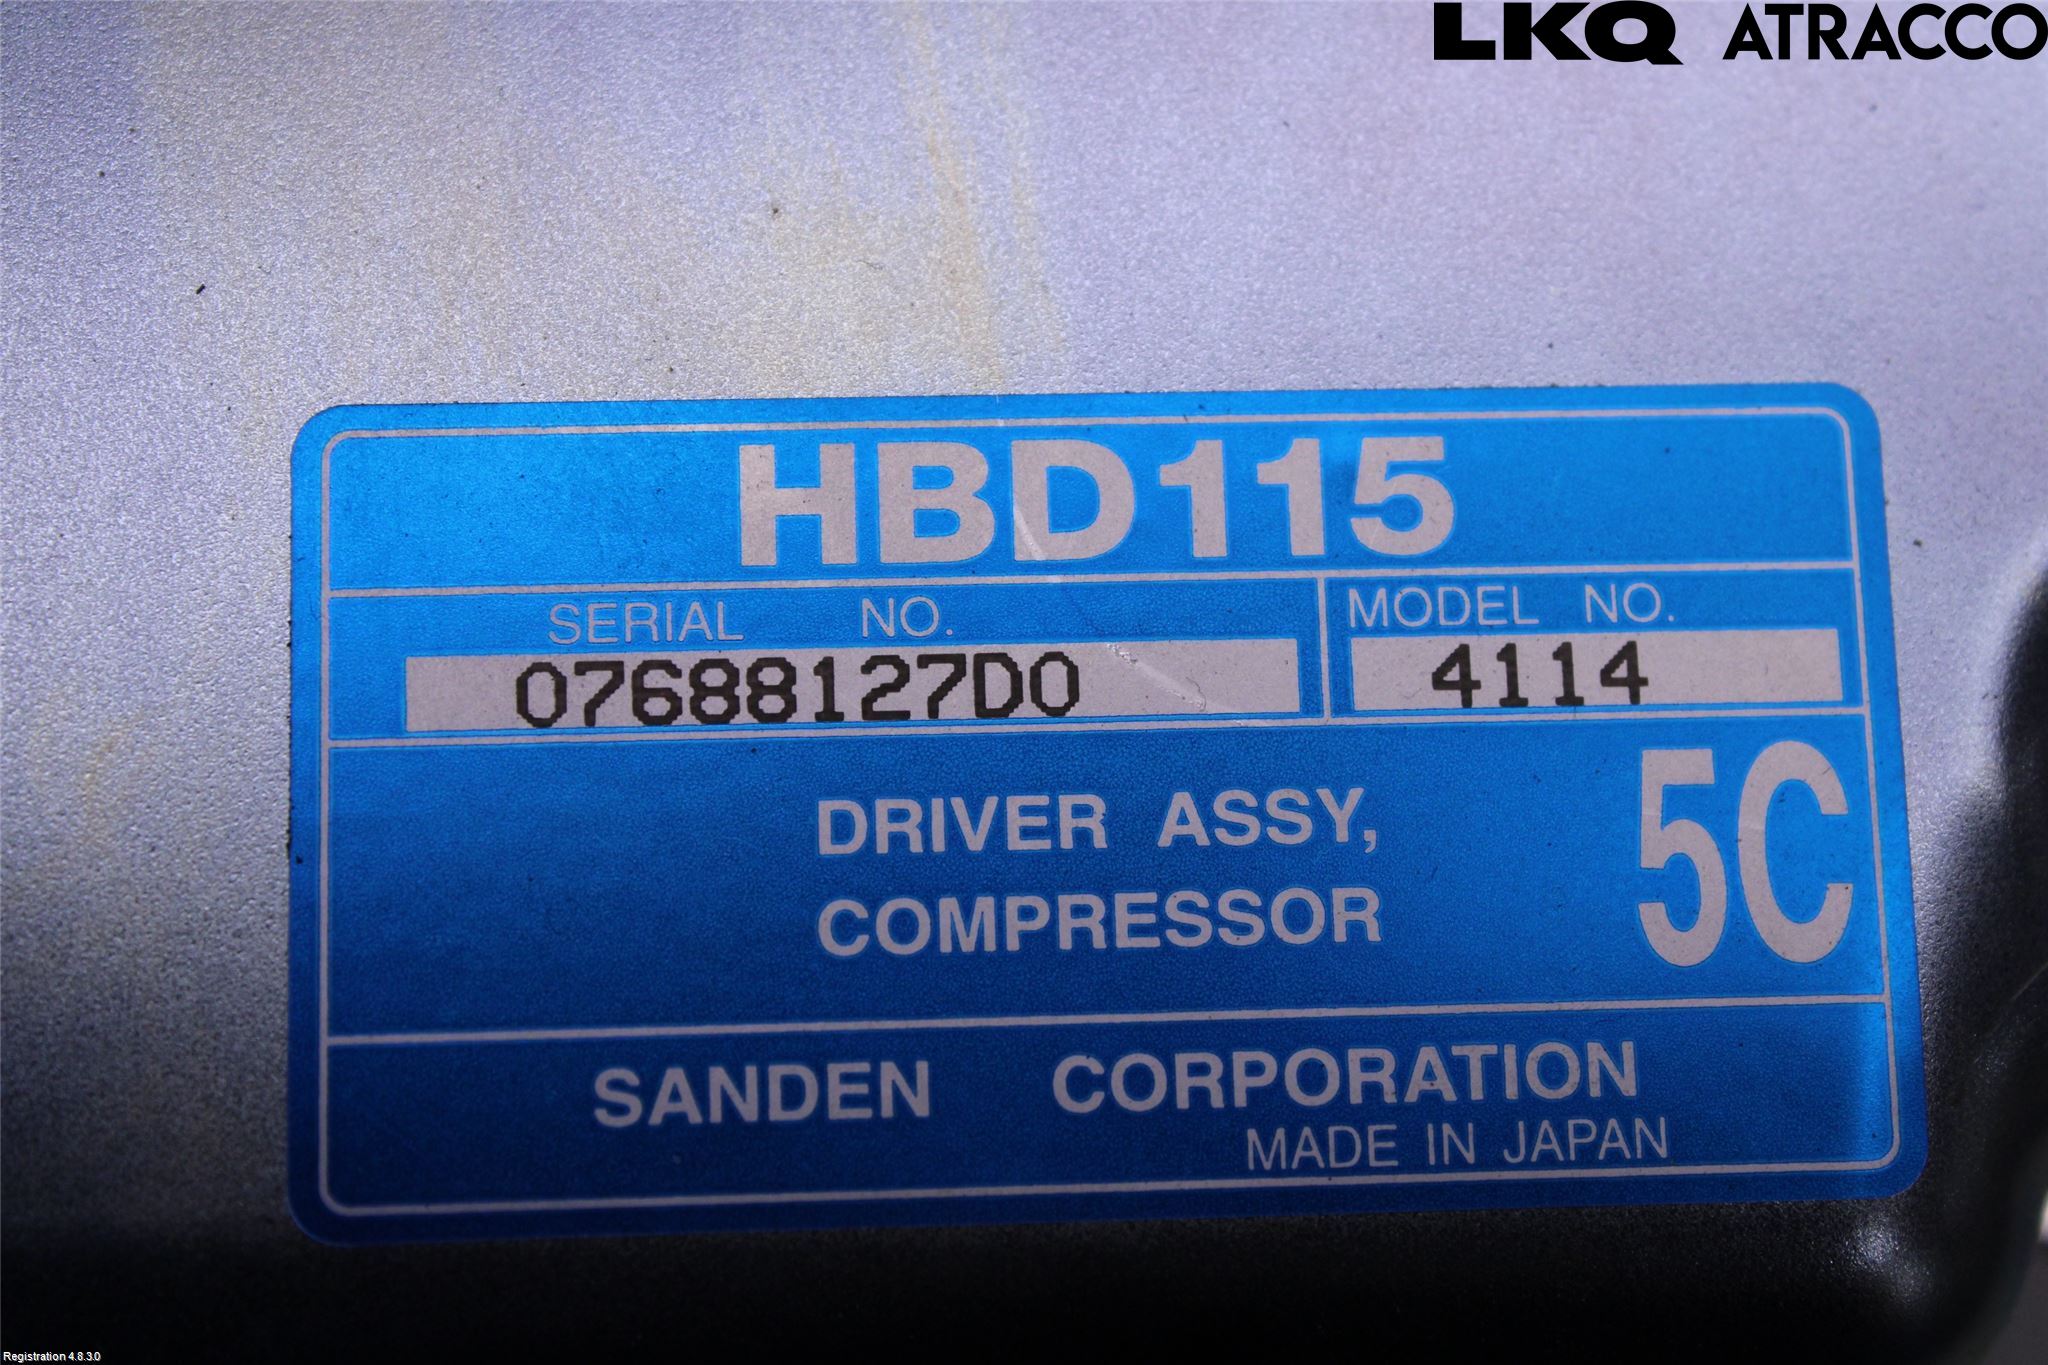 LKQ ATRACCO
HBD115
SERIAL NO.
MODEL NO.
07688127D0
4114
DRIVER ASSY,
COMPRESSOR
5C
SANDEN CORPORATION
MADE IN JAPAN
Registration 4.8.3.0